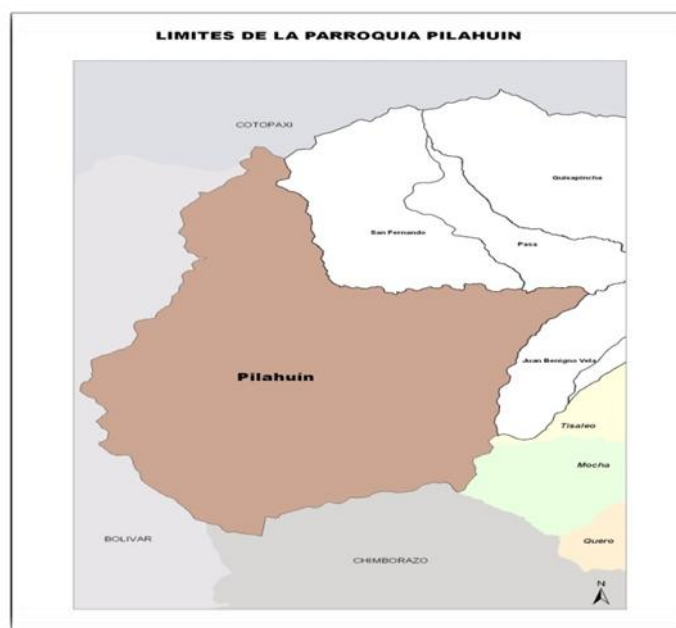 LIMITES DE LA PARROQUIA PILAHUIN
COTOPAXI
Quisapincha
San Fernando
Pasa
Juan Benigno Vela
Pilahuin
Tisaleo
Mocha
Quero
BOLIVAR
CHIMBORAZO
N